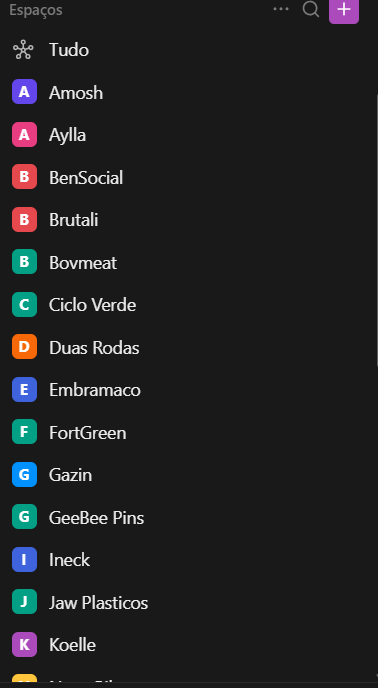 Espaços
Tudo
A Amosh
A Aylla
B BenSocial
B Brutali
B Bovmeat
C Ciclo Verde
D Duas Rodas
E Embramaco
F FortGreen
G Gazin
G GeeBee Pins
I Ineck
J Jaw Plasticos
K Koelle